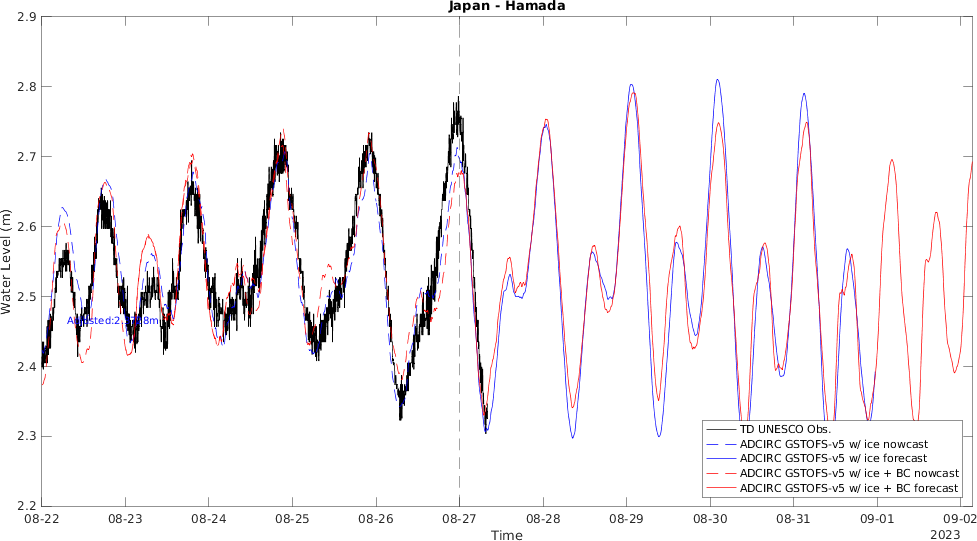 Japan - Hamada
2.9
2.8
2.7
2.6
2.5
2.4
2.3
2.2
Water Level (m)
TD UNESCO Obs.
ADCIRC GSTOFS-v5 w/ ice nowcast
ADCIRC GSTOFS-v5 w/ ice forecast
ADCIRC GSTOFS-v5 w/ ice + BC nowcast
ADCIRC GSTOFS-v5 w/ ice + BC forecast
08-22 08-23 08-24 08-25 08-26 08-27 08-28 08-29 08-30 08-31 09-01 09-02
Time
2023